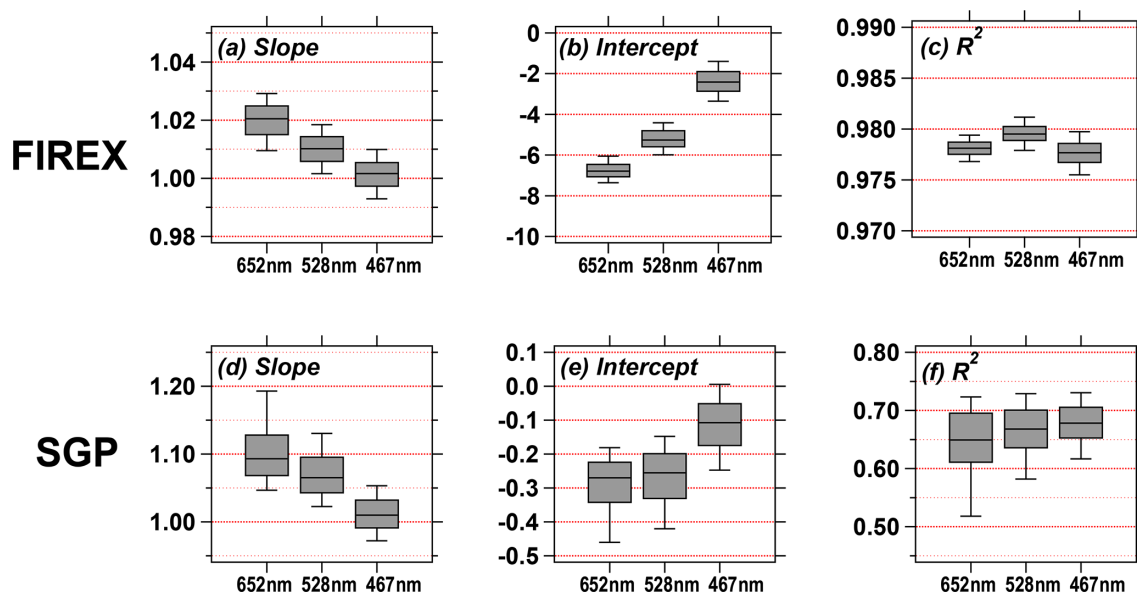 (a) Slope
1.04
1.02
1.00
0.98
652nm 528nm 467nm
(b) Intercept
0
-2
-4
-6
-8
-10
652nm 528nm 467nm
(c) R²
0.990
0.985
0.980
0.975
0.970
652nm 528nm 467nm
FIREX
(d) Slope
1.20
1.10
1.00
652nm 528nm 467nm
(e) Intercept
0.1
0.0
-0.1
-0.2
-0.3
-0.4
-0.5
652nm 528nm 467nm
(f) R²
0.80
0.70
0.60
0.50
652nm 528nm 467nm
SGP